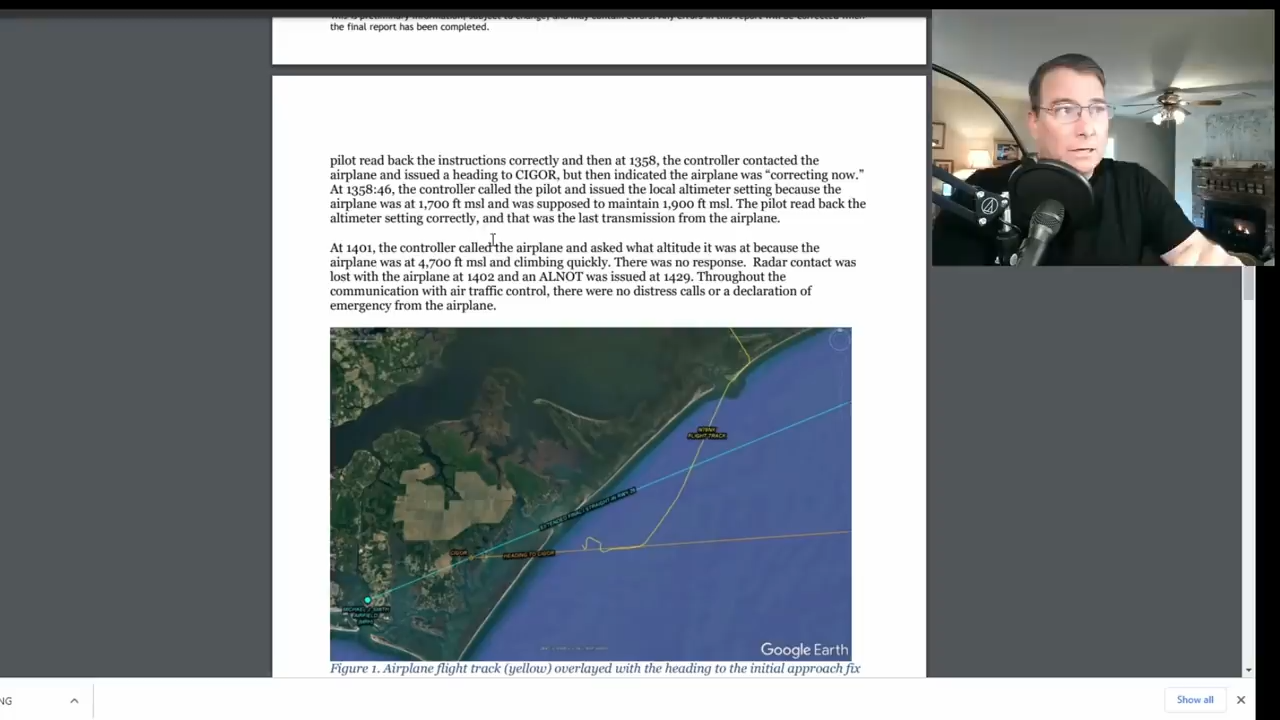 This is preliminary information, subject to change, and may contain errors. Any errors in this report will be corrected when
the final report has been completed.
pilot read back the instructions correctly and then at 1358, the controller contacted the
airplane and issued a heading to CIGOR, but then indicated the airplane was “correcting now.”
At 1358:46, the controller called the pilot and issued the local altimeter setting because the
airplane was at 1,700 ft msl and was supposed to maintain 1,900 ft msl. The pilot read back the
altimeter setting correctly, and that was the last transmission from the airplane.
At 1401, the controller called the airplane and asked what altitude it was at because the
airplane was at 4,700 ft msl and climbing quickly. There was no response.  Radar contact was
lost with the airplane at 1402 and an ALNOT was issued at 1429. Throughout the
communication with air traffic control, there were no distress calls or a declaration of
emergency from the airplane.
FLIGHT TRACK
CIGOR
HEADING TO CIGOR
Google Earth
Figure 1. Airplane flight track (yellow) overlayed with the heading to the initial approach fix
NG
Show all